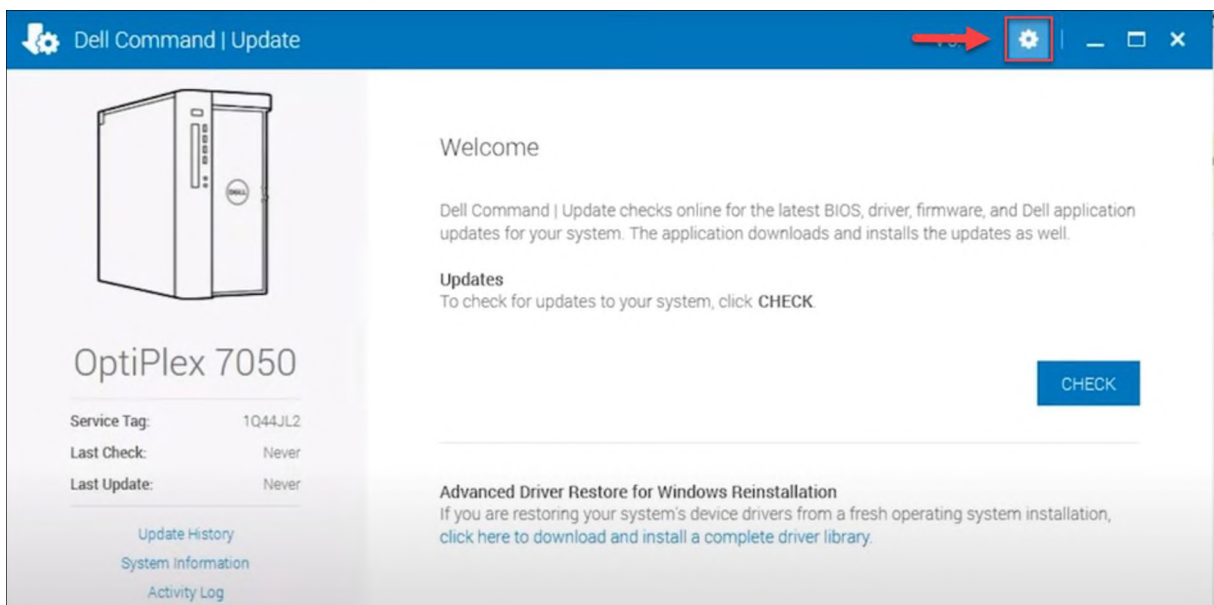 Dell Command | Update
Welcome
Dell Command | Update checks online for the latest BIOS, driver, firmware, and Dell application
updates for your system. The application downloads and installs the updates as well.
Updates
To check for updates to your system, click CHECK.
CHECK
Advanced Driver Restore for Windows Reinstallation
If you are restoring your system's device drivers from a fresh operating system installation,
click here to download and install a complete driver library.
DELL
OptiPlex 7050
Service Tag: 1Q44JL2
Last Check: Never
Last Update: Never
Update History
System Information
Activity Log